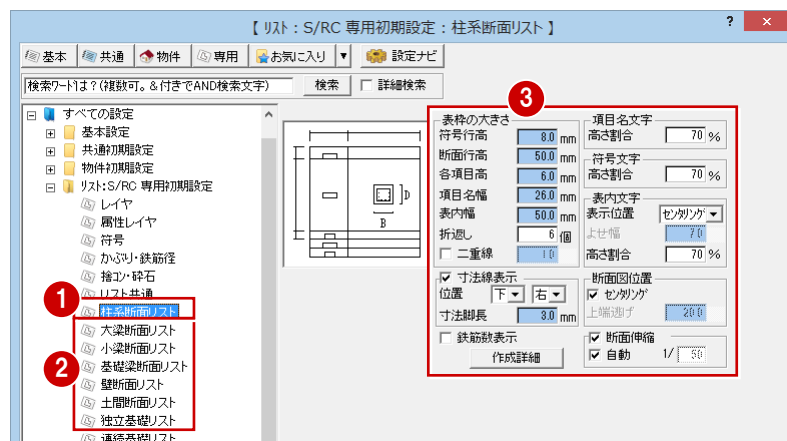 【 リスト : S/RC 専用初期設定 : 柱系断面リスト 】 ? ×
基本 共通 物件 専用 お気に入り ▼ 設定ナビ
検索ワードは？(複数可。＆付きでAND検索文字) 検索 詳細検索
すべての設定
基本設定
共通初期設定
物件初期設定
リスト:S/RC 専用初期設定
レイヤ
属性レイヤ
符号
かぶり・鉄筋径
捨コン・砕石
リスト共通
1
柱系断面リスト
2
大梁断面リスト
小梁断面リスト
基礎梁断面リスト
壁断面リスト
土間断面リスト
独立基礎リスト
連続基礎リスト
D
B
3
表枠の大きさ
符号行高 8.0 mm
断面行高 50.0 mm
各項目高 6.0 mm
項目名幅 26.0 mm
表内幅 50.0 mm
折返し 6 個
二重線 1.0
寸法線表示
位置 下 右
寸法脚長 3.0 mm
鉄筋数表示
作成詳細
項目名文字
高さ割合 70 %
符号文字
高さ割合 70 %
表内文字
表示位置 センタリング
よせ幅 7.0
高さ割合 70 %
断面図位置
センタリング
上端逃げ 20.0
断面伸縮
自動 1/ 50